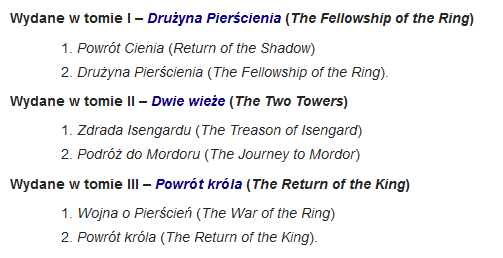 Wydane w tomie I – Drużyna Pierścienia (The Fellowship of the Ring)
1. Powrót Cienia (Return of the Shadow)
2. Drużyna Pierścienia (The Fellowship of the Ring).
Wydane w tomie II – Dwie wieże (The Two Towers)
1. Zdrada Isengardu (The Treason of Isengard)
2. Podróż do Mordoru (The Journey to Mordor)
Wydane w tomie III – Powrót króla (The Return of the King)
1. Wojna o Pierścień (The War of the Ring)
2. Powrót króla (The Return of the King).